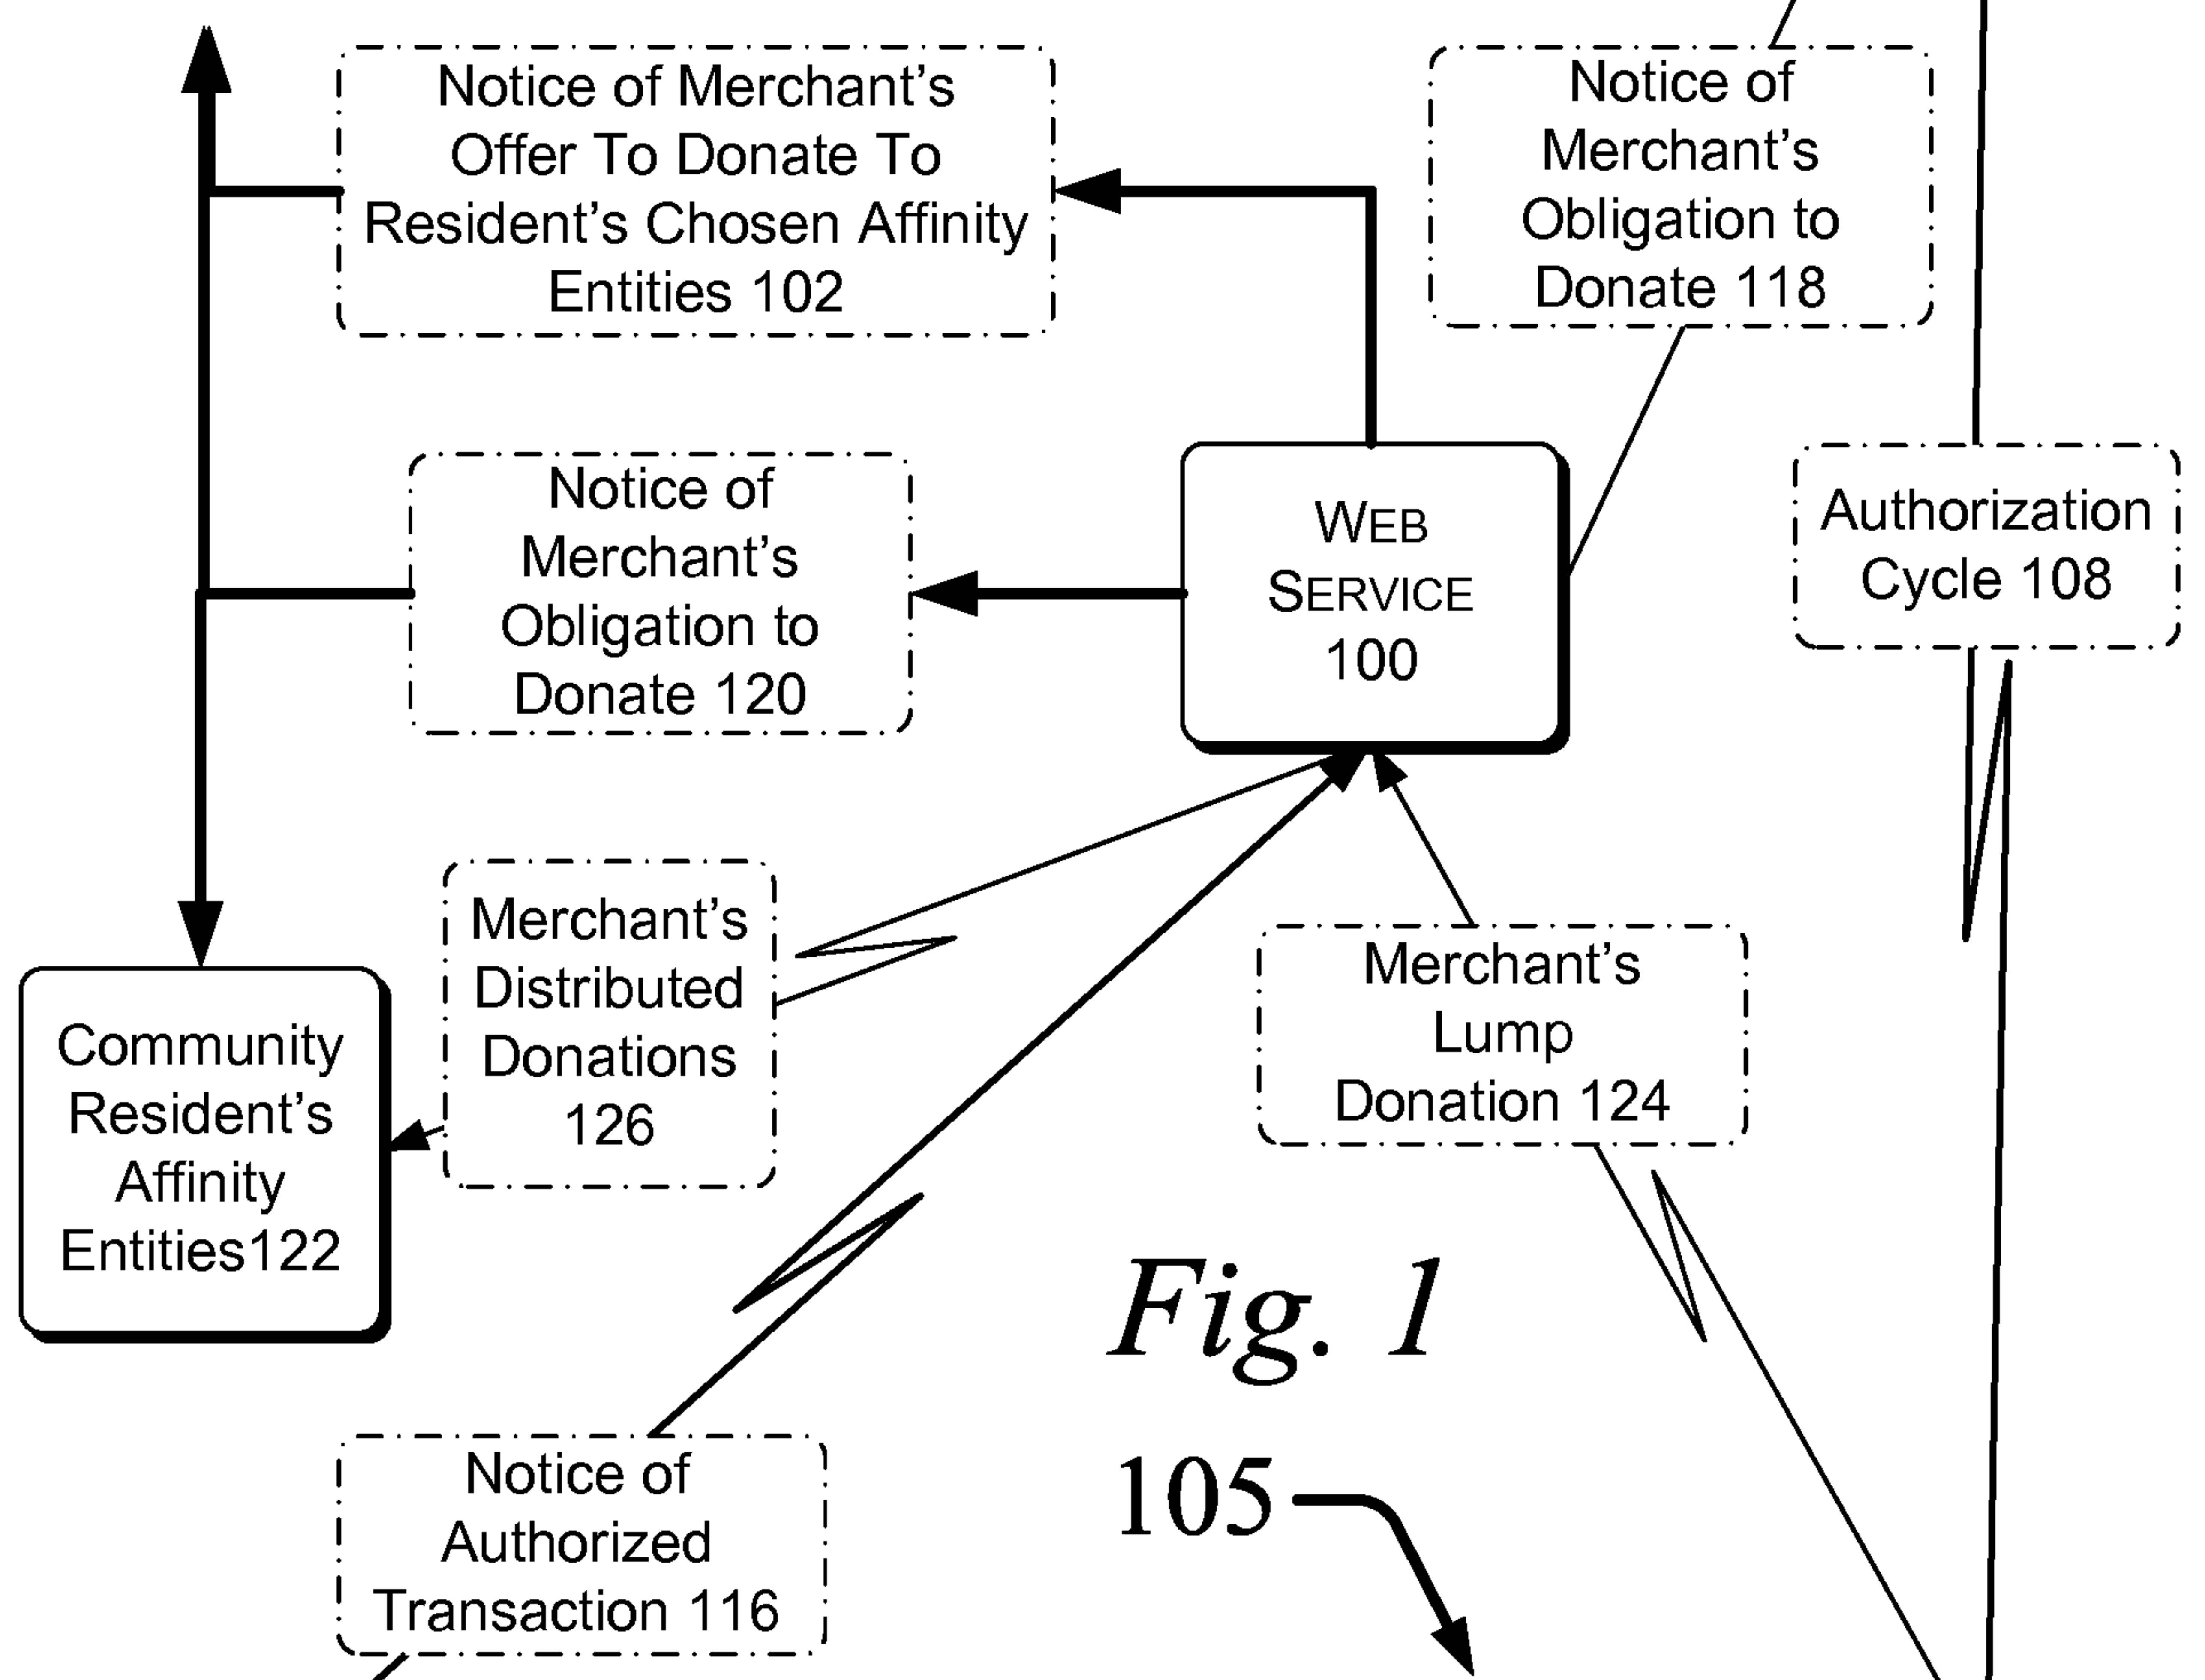 Notice of Merchant's
Offer To Donate To
Resident's Chosen Affinity
Entities 102
Notice of
Merchant's
Obligation to
Donate 118
Notice of
Merchant's
Obligation to
Donate 120
WEB
SERVICE
100
Authorization
Cycle 108
Merchant's
Distributed
Donations
126
Merchant's
Lump
Donation 124
Community
Resident's
Affinity
Entities122
Fig. 1
105
Notice of
Authorized
Transaction 116